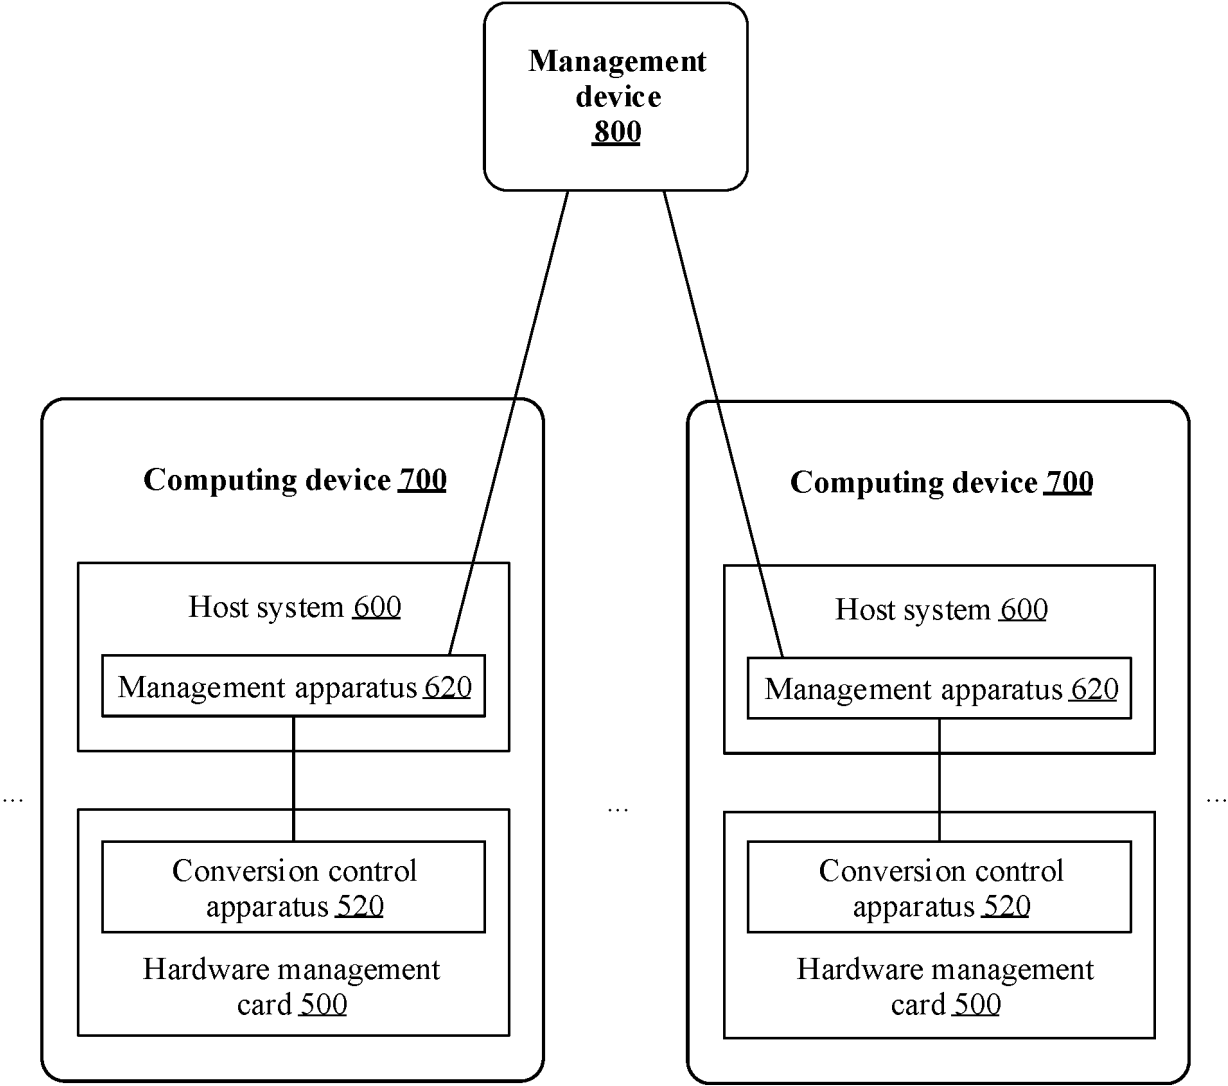 Management
device
800
Computing device 700
Host system 600
Management apparatus 620
Conversion control
apparatus 520
Hardware management
card 500
...
...
Computing device 700
Host system 600
Management apparatus 620
Conversion control
apparatus 520
Hardware management
card 500
...